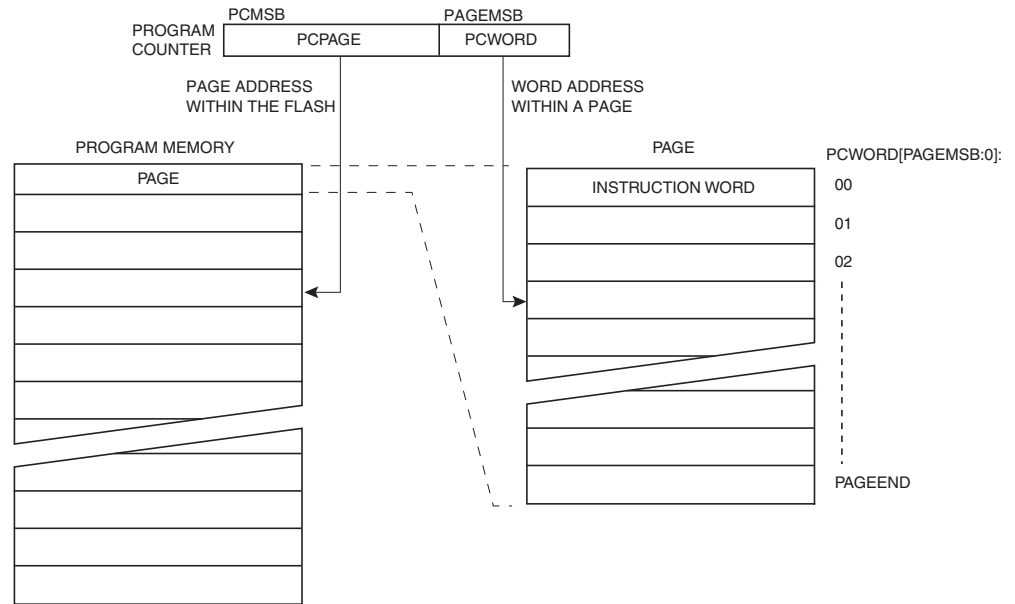 PCMSB
PAGEMSB
PROGRAM
COUNTER
PCPAGE
PCWORD
PAGE ADDRESS
WITHIN THE FLASH
WORD ADDRESS
WITHIN A PAGE
PROGRAM MEMORY
PAGE
PAGE
INSTRUCTION WORD
PCWORD[PAGEMSB:0]:
00
01
02
PAGEEND